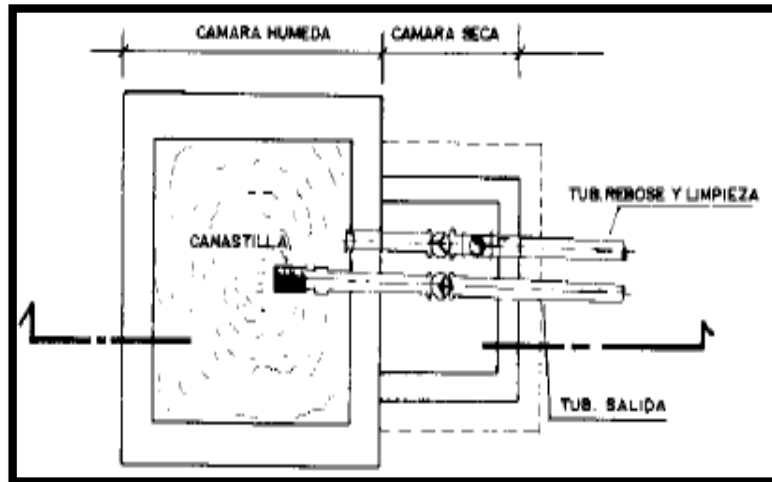 CAMARA HUMEDA
CAMARA SECA
TUB. REBOSE Y LIMPIEZA
CANASTILLA
TUB. SALIDA